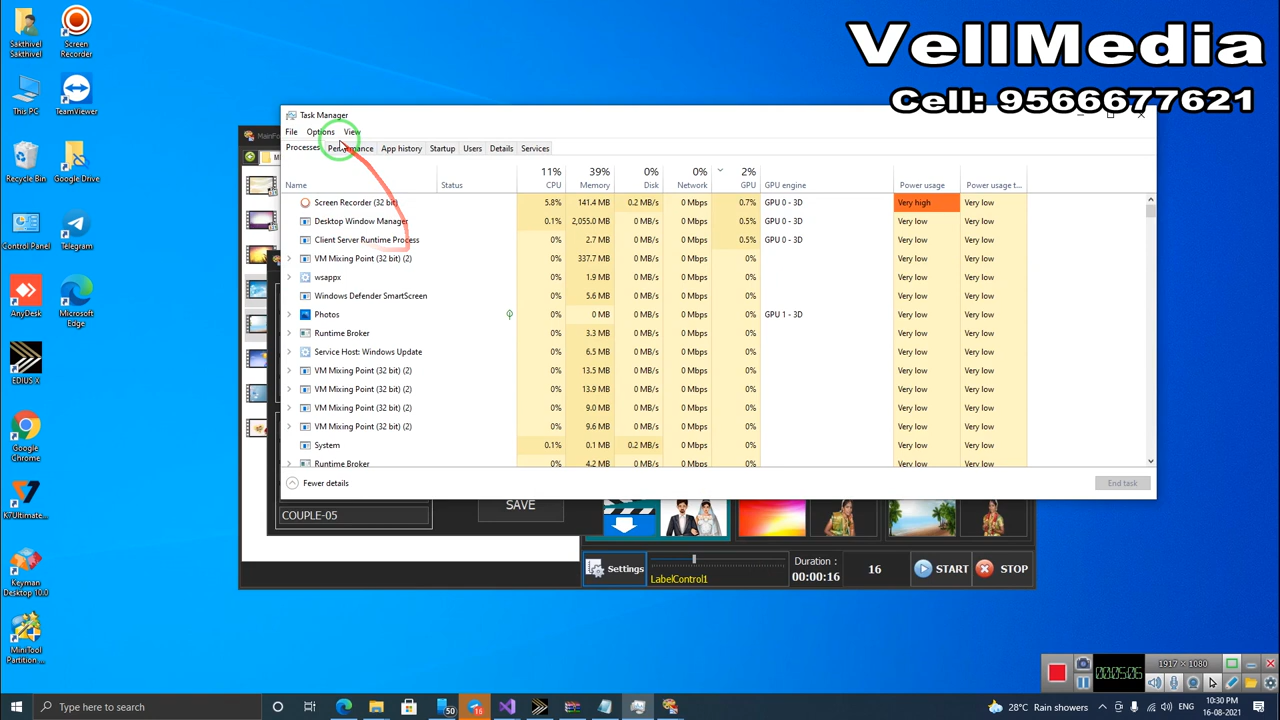 VellMedia
Cell: 9566677621
Sakthivel Sakthivel
Screen Recorder
This PC
TeamViewer
Recycle Bin
Google Drive
Control Panel
Telegram
AnyDesk
Microsoft Edge
EDIUS X
Google Chrome
K7Ultimate...
Keyman Desktop 10.0
MiniTool Partition ...
Task Manager
File Options View
Processes Performance App history Startup Users Details Services
11% 39% 0% 0% 2%
Name Status CPU Memory Disk Network GPU GPU engine Power usage Power usage t...
Screen Recorder (32 bit) 5.8% 141.4 MB 0.2 MB/s 0 Mbps 0.7% GPU 0 - 3D Very high Very low
Desktop Window Manager 0.1% 2,055.0 MB 0 MB/s 0 Mbps 0.5% GPU 0 - 3D Very low Very low
Client Server Runtime Process 0% 2.7 MB 0 MB/s 0 Mbps 0.5% GPU 0 - 3D Very low Very low
VM Mixing Point (32 bit) (2) 0% 337.7 MB 0 MB/s 0 Mbps 0% Very low Very low
wsappx 0% 1.9 MB 0 MB/s 0 Mbps 0% Very low Very low
Windows Defender SmartScreen 0% 5.6 MB 0 MB/s 0 Mbps 0% Very low Very low
Photos 0% 0 MB 0 MB/s 0 Mbps 0% GPU 1 - 3D Very low Very low
Runtime Broker 0% 3.3 MB 0 MB/s 0 Mbps 0% Very low Very low
Service Host: Windows Update 0% 6.5 MB 0 MB/s 0 Mbps 0% Very low Very low
VM Mixing Point (32 bit) (2) 0% 13.5 MB 0 MB/s 0 Mbps 0% Very low Very low
VM Mixing Point (32 bit) (2) 0% 13.9 MB 0 MB/s 0 Mbps 0% Very low Very low
VM Mixing Point (32 bit) (2) 0% 9.0 MB 0 MB/s 0 Mbps 0% Very low Very low
VM Mixing Point (32 bit) (2) 0% 9.6 MB 0 MB/s 0 Mbps 0% Very low Very low
System 0.1% 0.1 MB 0.2 MB/s 0 Mbps 0% Very low Very low
Runtime Broker 0% 4.2 MB 0 MB/s 0 Mbps 0% Very low Very low
Fewer details End task
COUPLE-05 SAVE
Settings LabelControl1 Duration : 00:00:16 16 START STOP
00:05:06 1917 × 1080
Type here to search 50 16 28°C Rain showers ENG 10:30 PM
16-08-2021